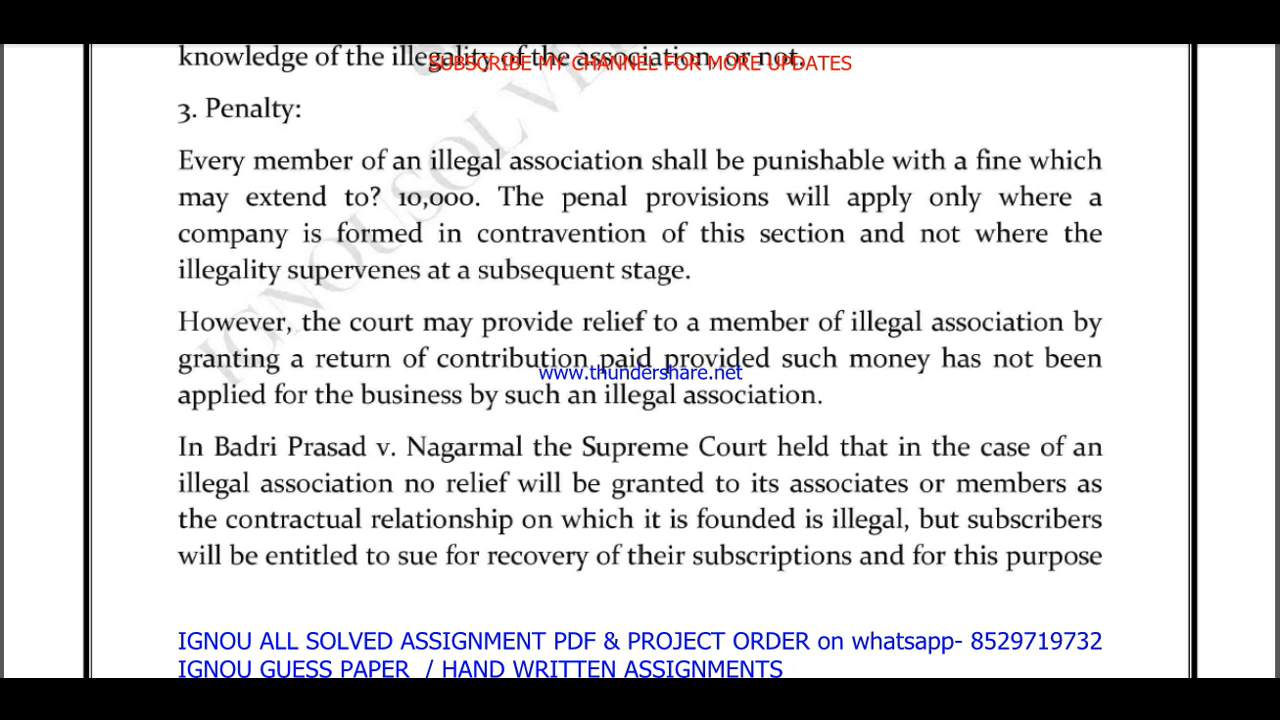 knowledge of the illegality of the association or not.
SUBSCRIBE MY CHANNEL FOR MORE UPDATES
3. Penalty:
Every member of an illegal association shall be punishable with a fine which
may extend to? 10,000. The penal provisions will apply only where a
company is formed in contravention of this section and not where the
illegality supervenes at a subsequent stage.
However, the court may provide relief to a member of illegal association by
granting a return of contribution paid provided such money has not been
www.thundershare.net
applied for the business by such an illegal association.
In Badri Prasad v. Nagarmal the Supreme Court held that in the case of an
illegal association no relief will be granted to its associates or members as
the contractual relationship on which it is founded is illegal, but subscribers
will be entitled to sue for recovery of their subscriptions and for this purpose
IGNOU ALL SOLVED ASSIGNMENT PDF & PROJECT ORDER on whatsapp- 8529719732
IGNOU GUESS PAPER / HAND WRITTEN ASSIGNMENTS